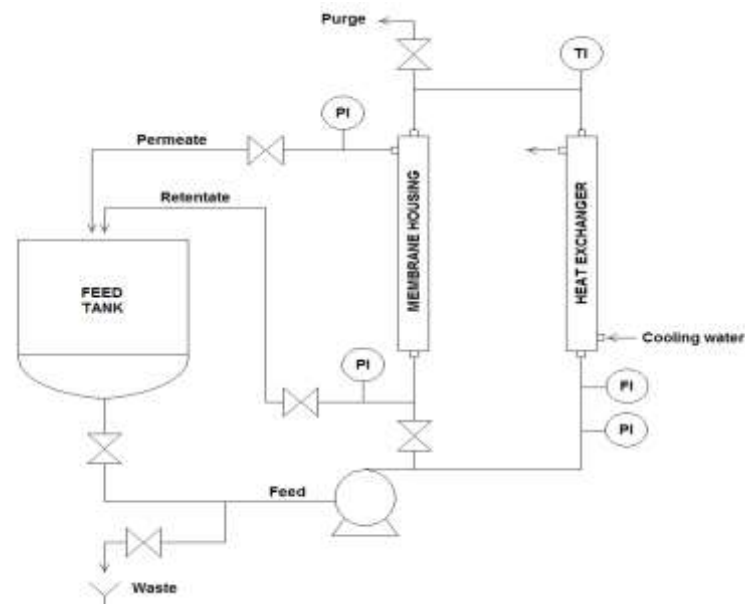 Purge
TI
PI
Permeate
Retentate
MEMBRANE HOUSING
HEAT EXCHANGER
FEED
TANK
Cooling water
PI
FI
PI
Feed
Waste